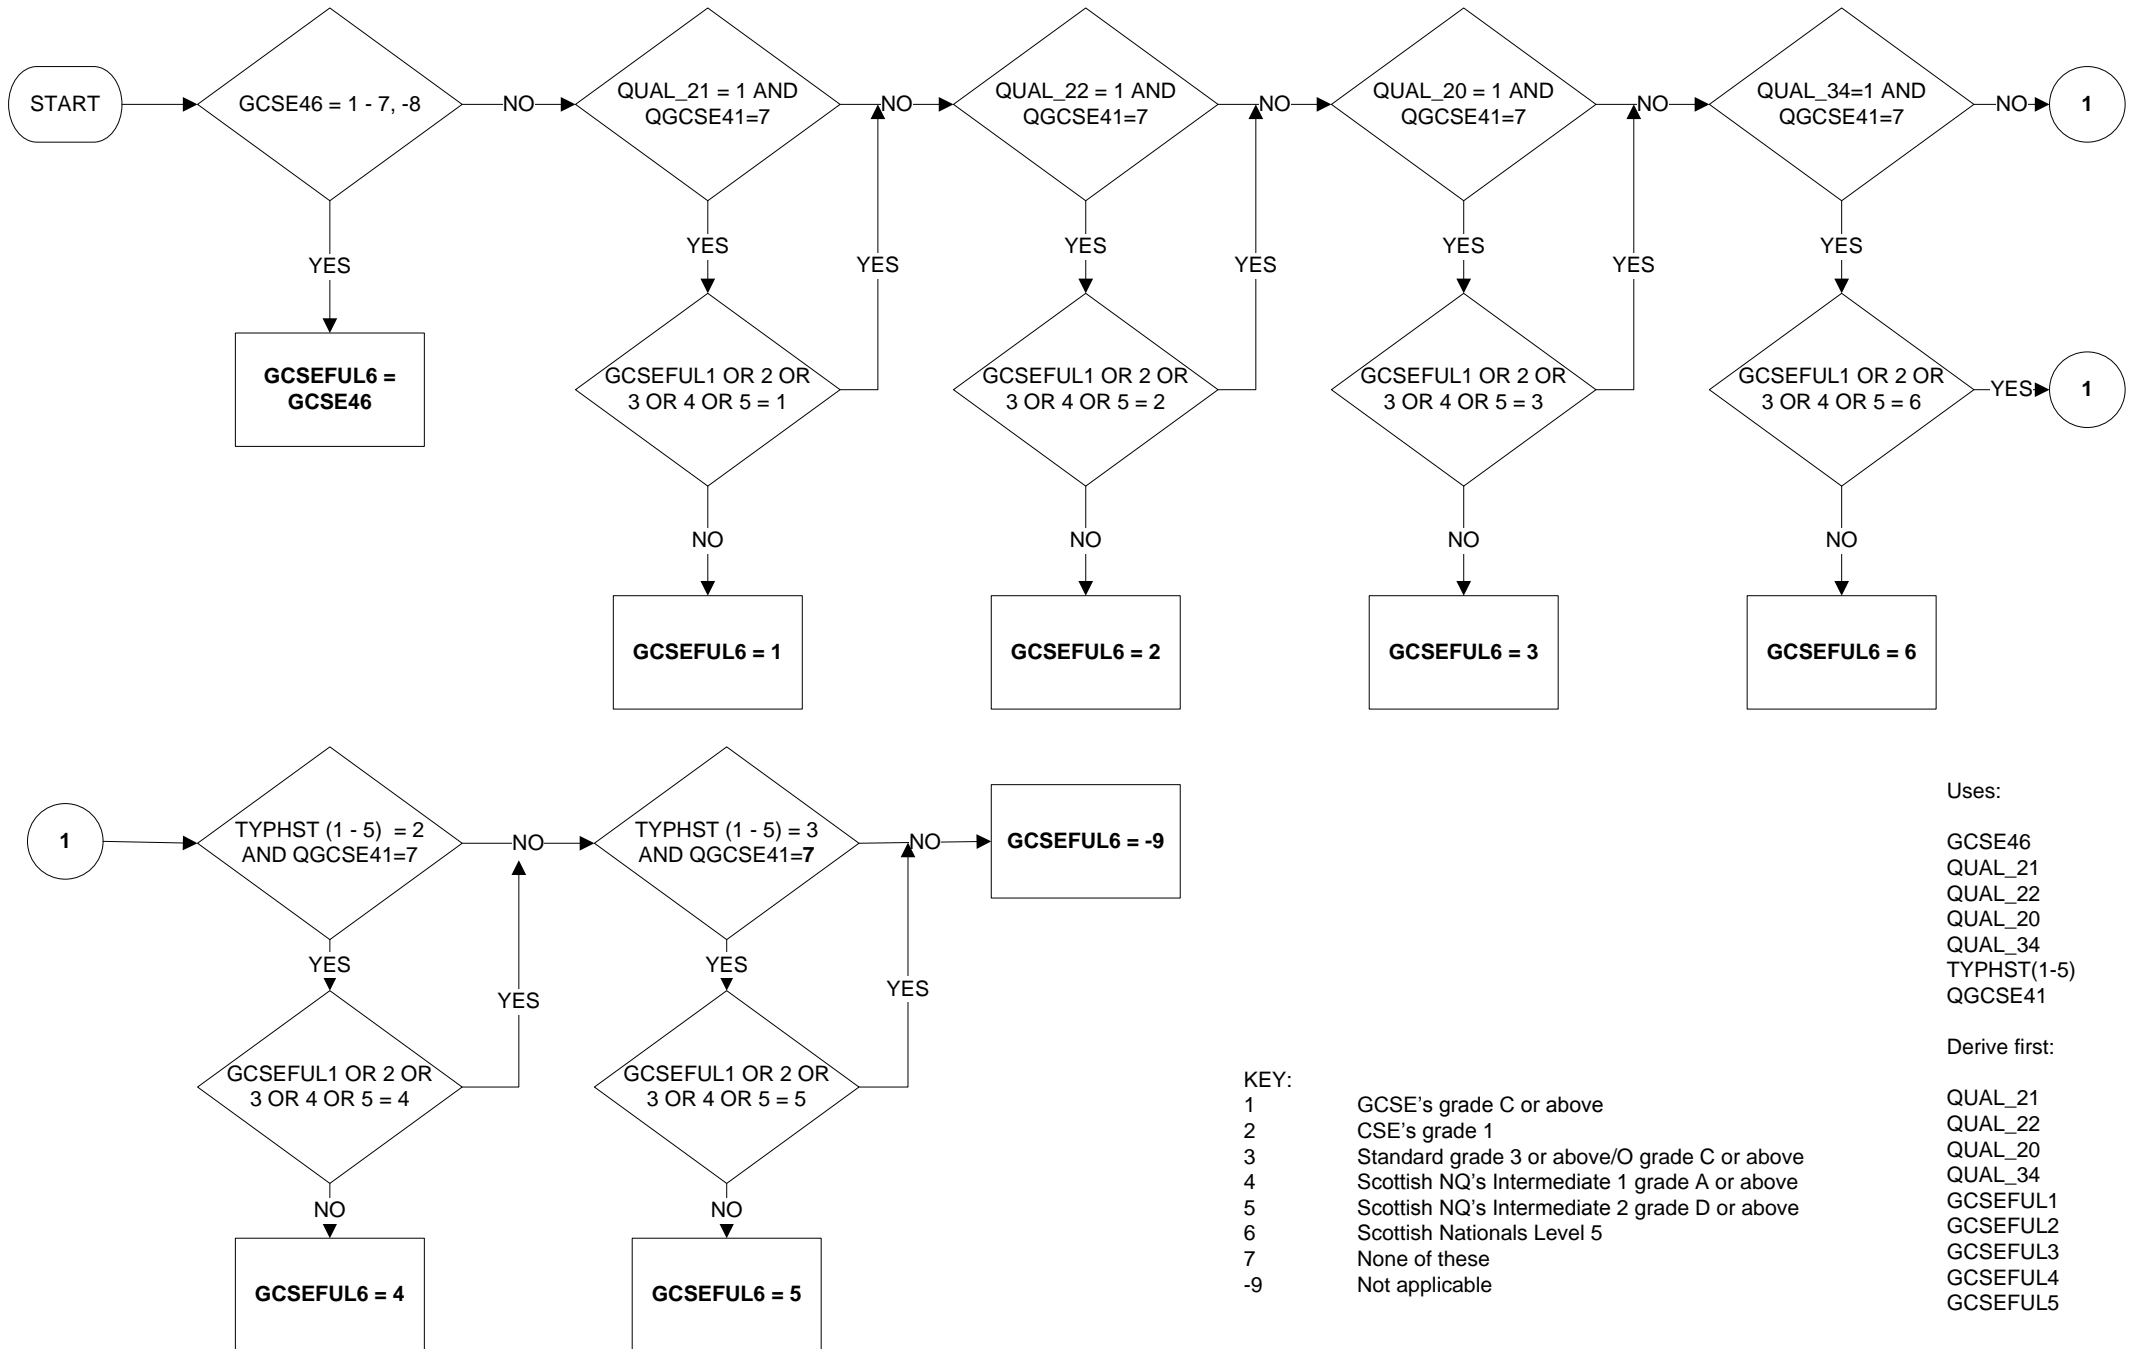 START
GCSE46 = 1 - 7, -8
NO
QUAL_21 = 1 AND
QGCSE41=7
NO
QUAL_22 = 1 AND
QGCSE41=7
NO
QUAL_20 = 1 AND
QGCSE41=7
NO
QUAL_34=1 AND
QGCSE41=7
NO
1
YES
YES
YES
YES
YES
YES
YES
YES
GCSEFUL6 =
GCSE46
GCSEFUL1 OR 2 OR
3 OR 4 OR 5 = 1
GCSEFUL1 OR 2 OR
3 OR 4 OR 5 = 2
GCSEFUL1 OR 2 OR
3 OR 4 OR 5 = 3
GCSEFUL1 OR 2 OR
3 OR 4 OR 5 = 6
YES
1
NO
NO
NO
NO
GCSEFUL6 = 1
GCSEFUL6 = 2
GCSEFUL6 = 3
GCSEFUL6 = 6
1
TYPHST (1 - 5)  = 2
AND QGCSE41=7
NO
TYPHST (1 - 5) = 3
AND QGCSE41=7
NO
GCSEFUL6 = -9
YES
YES
YES
YES
GCSEFUL1 OR 2 OR
3 OR 4 OR 5 = 4
GCSEFUL1 OR 2 OR
3 OR 4 OR 5 = 5
NO
NO
GCSEFUL6 = 4
GCSEFUL6 = 5
KEY:
1 GCSE's grade C or above
2 CSE's grade 1
3 Standard grade 3 or above/O grade C or above
4 Scottish NQ's Intermediate 1 grade A or above
5 Scottish NQ's Intermediate 2 grade D or above
6 Scottish Nationals Level 5
7 None of these
-9 Not applicable
Uses:
GCSE46
QUAL_21
QUAL_22
QUAL_20
QUAL_34
TYPHST(1-5)
QGCSE41
Derive first:
QUAL_21
QUAL_22
QUAL_20
QUAL_34
GCSEFUL1
GCSEFUL2
GCSEFUL3
GCSEFUL4
GCSEFUL5